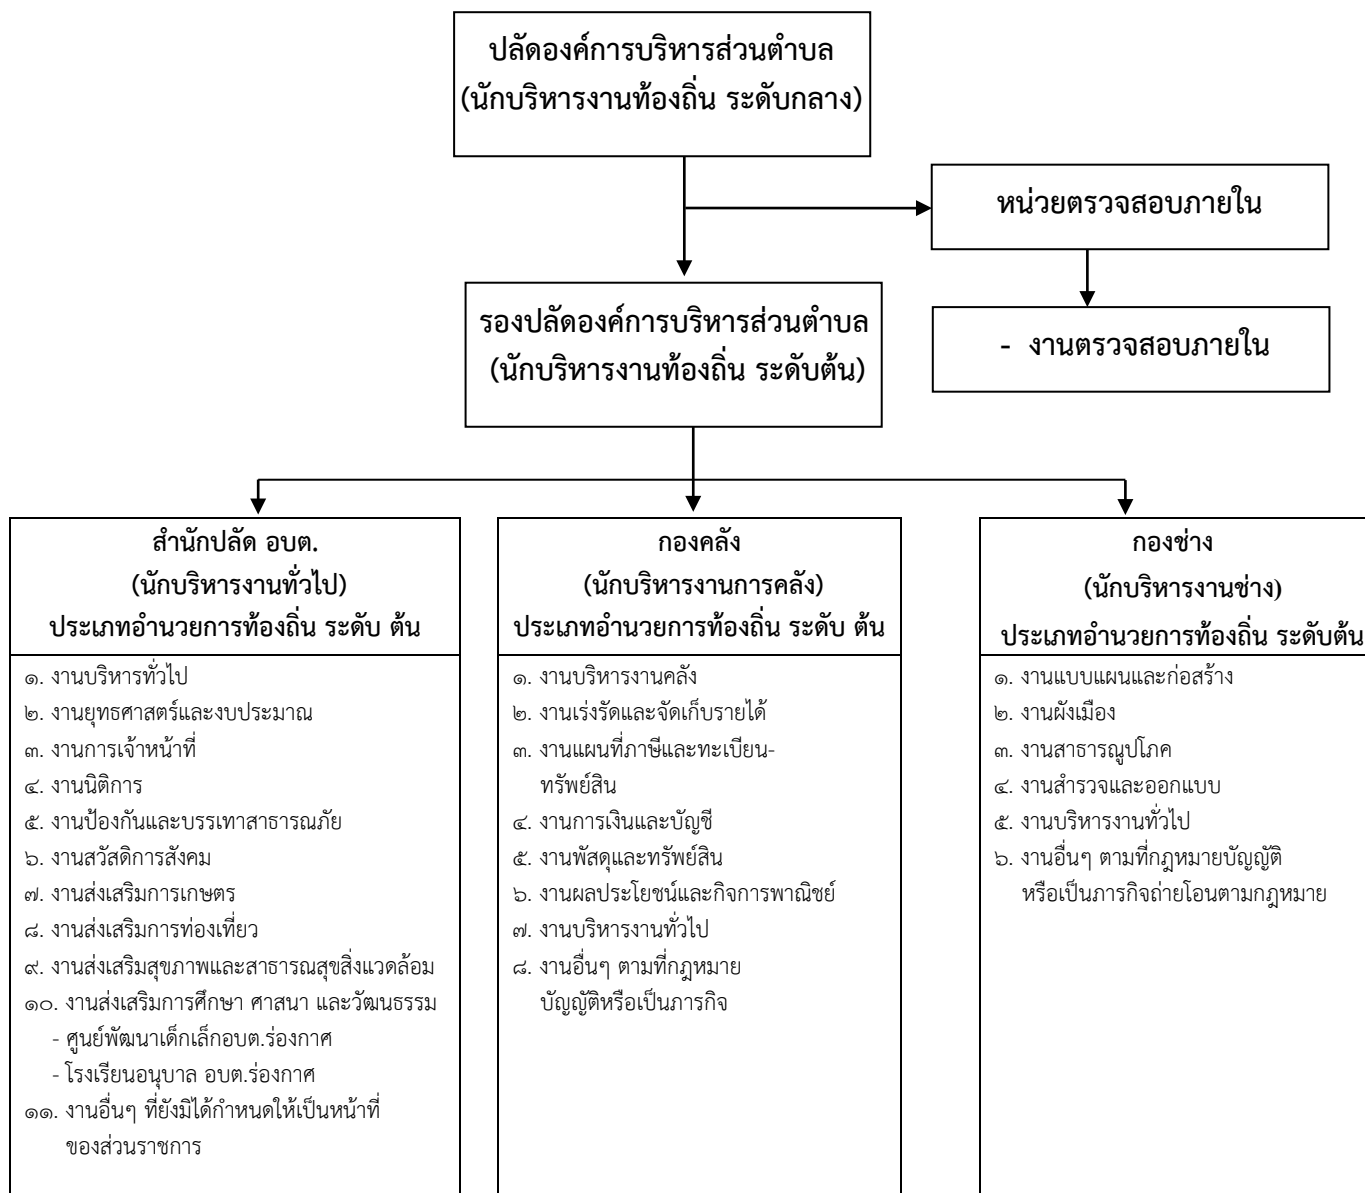 ปลัดองค์การบริหารส่วนตำบล
(นักบริหารงานท้องถิ่น ระดับกลาง)
หน่วยตรวจสอบภายใน
- งานตรวจสอบภายใน
รองปลัดองค์การบริหารส่วนตำบล
(นักบริหารงานท้องถิ่น ระดับต้น)
สำนักปลัด อบต.
(นักบริหารงานทั่วไป)
ประเภทอำนวยการท้องถิ่น ระดับ ต้น
๑. งานบริหารทั่วไป
๒. งานยุทธศาสตร์และงบประมาณ
๓. งานการเจ้าหน้าที่
๔. งานนิติการ
๕. งานป้องกันและบรรเทาสาธารณภัย
๖. งานสวัสดิการสังคม
๗. งานส่งเสริมการเกษตร
๘. งานส่งเสริมการท่องเที่ยว
๙. งานส่งเสริมสุขภาพและสาธารณสุขสิ่งแวดล้อม
๑๐. งานส่งเสริมการศึกษา ศาสนา และวัฒนธรรม
- ศูนย์พัฒนาเด็กเล็กอบต.ร่องกาศ
- โรงเรียนอนุบาล อบต.ร่องกาศ
๑๑. งานอื่นๆ ที่ยังมิได้กำหนดให้เป็นหน้าที่
ของส่วนราชการ
กองคลัง
(นักบริหารงานการคลัง)
ประเภทอำนวยการท้องถิ่น ระดับ ต้น
๑. งานบริหารงานคลัง
๒. งานเร่งรัดและจัดเก็บรายได้
๓. งานแผนที่ภาษีและทะเบียน-
ทรัพย์สิน
๔. งานการเงินและบัญชี
๕. งานพัสดุและทรัพย์สิน
๖. งานผลประโยชน์และกิจการพาณิชย์
๗. งานบริหารงานทั่วไป
๘. งานอื่นๆ ตามที่กฎหมาย
บัญญัติหรือเป็นภารกิจ
กองช่าง
(นักบริหารงานช่าง)
ประเภทอำนวยการท้องถิ่น ระดับต้น
๑. งานแบบแผนและก่อสร้าง
๒. งานผังเมือง
๓. งานสาธารณูปโภค
๔. งานสำรวจและออกแบบ
๕. งานบริหารงานทั่วไป
๖. งานอื่นๆ ตามที่กฎหมายบัญญัติ
หรือเป็นภารกิจถ่ายโอนตามกฎหมาย